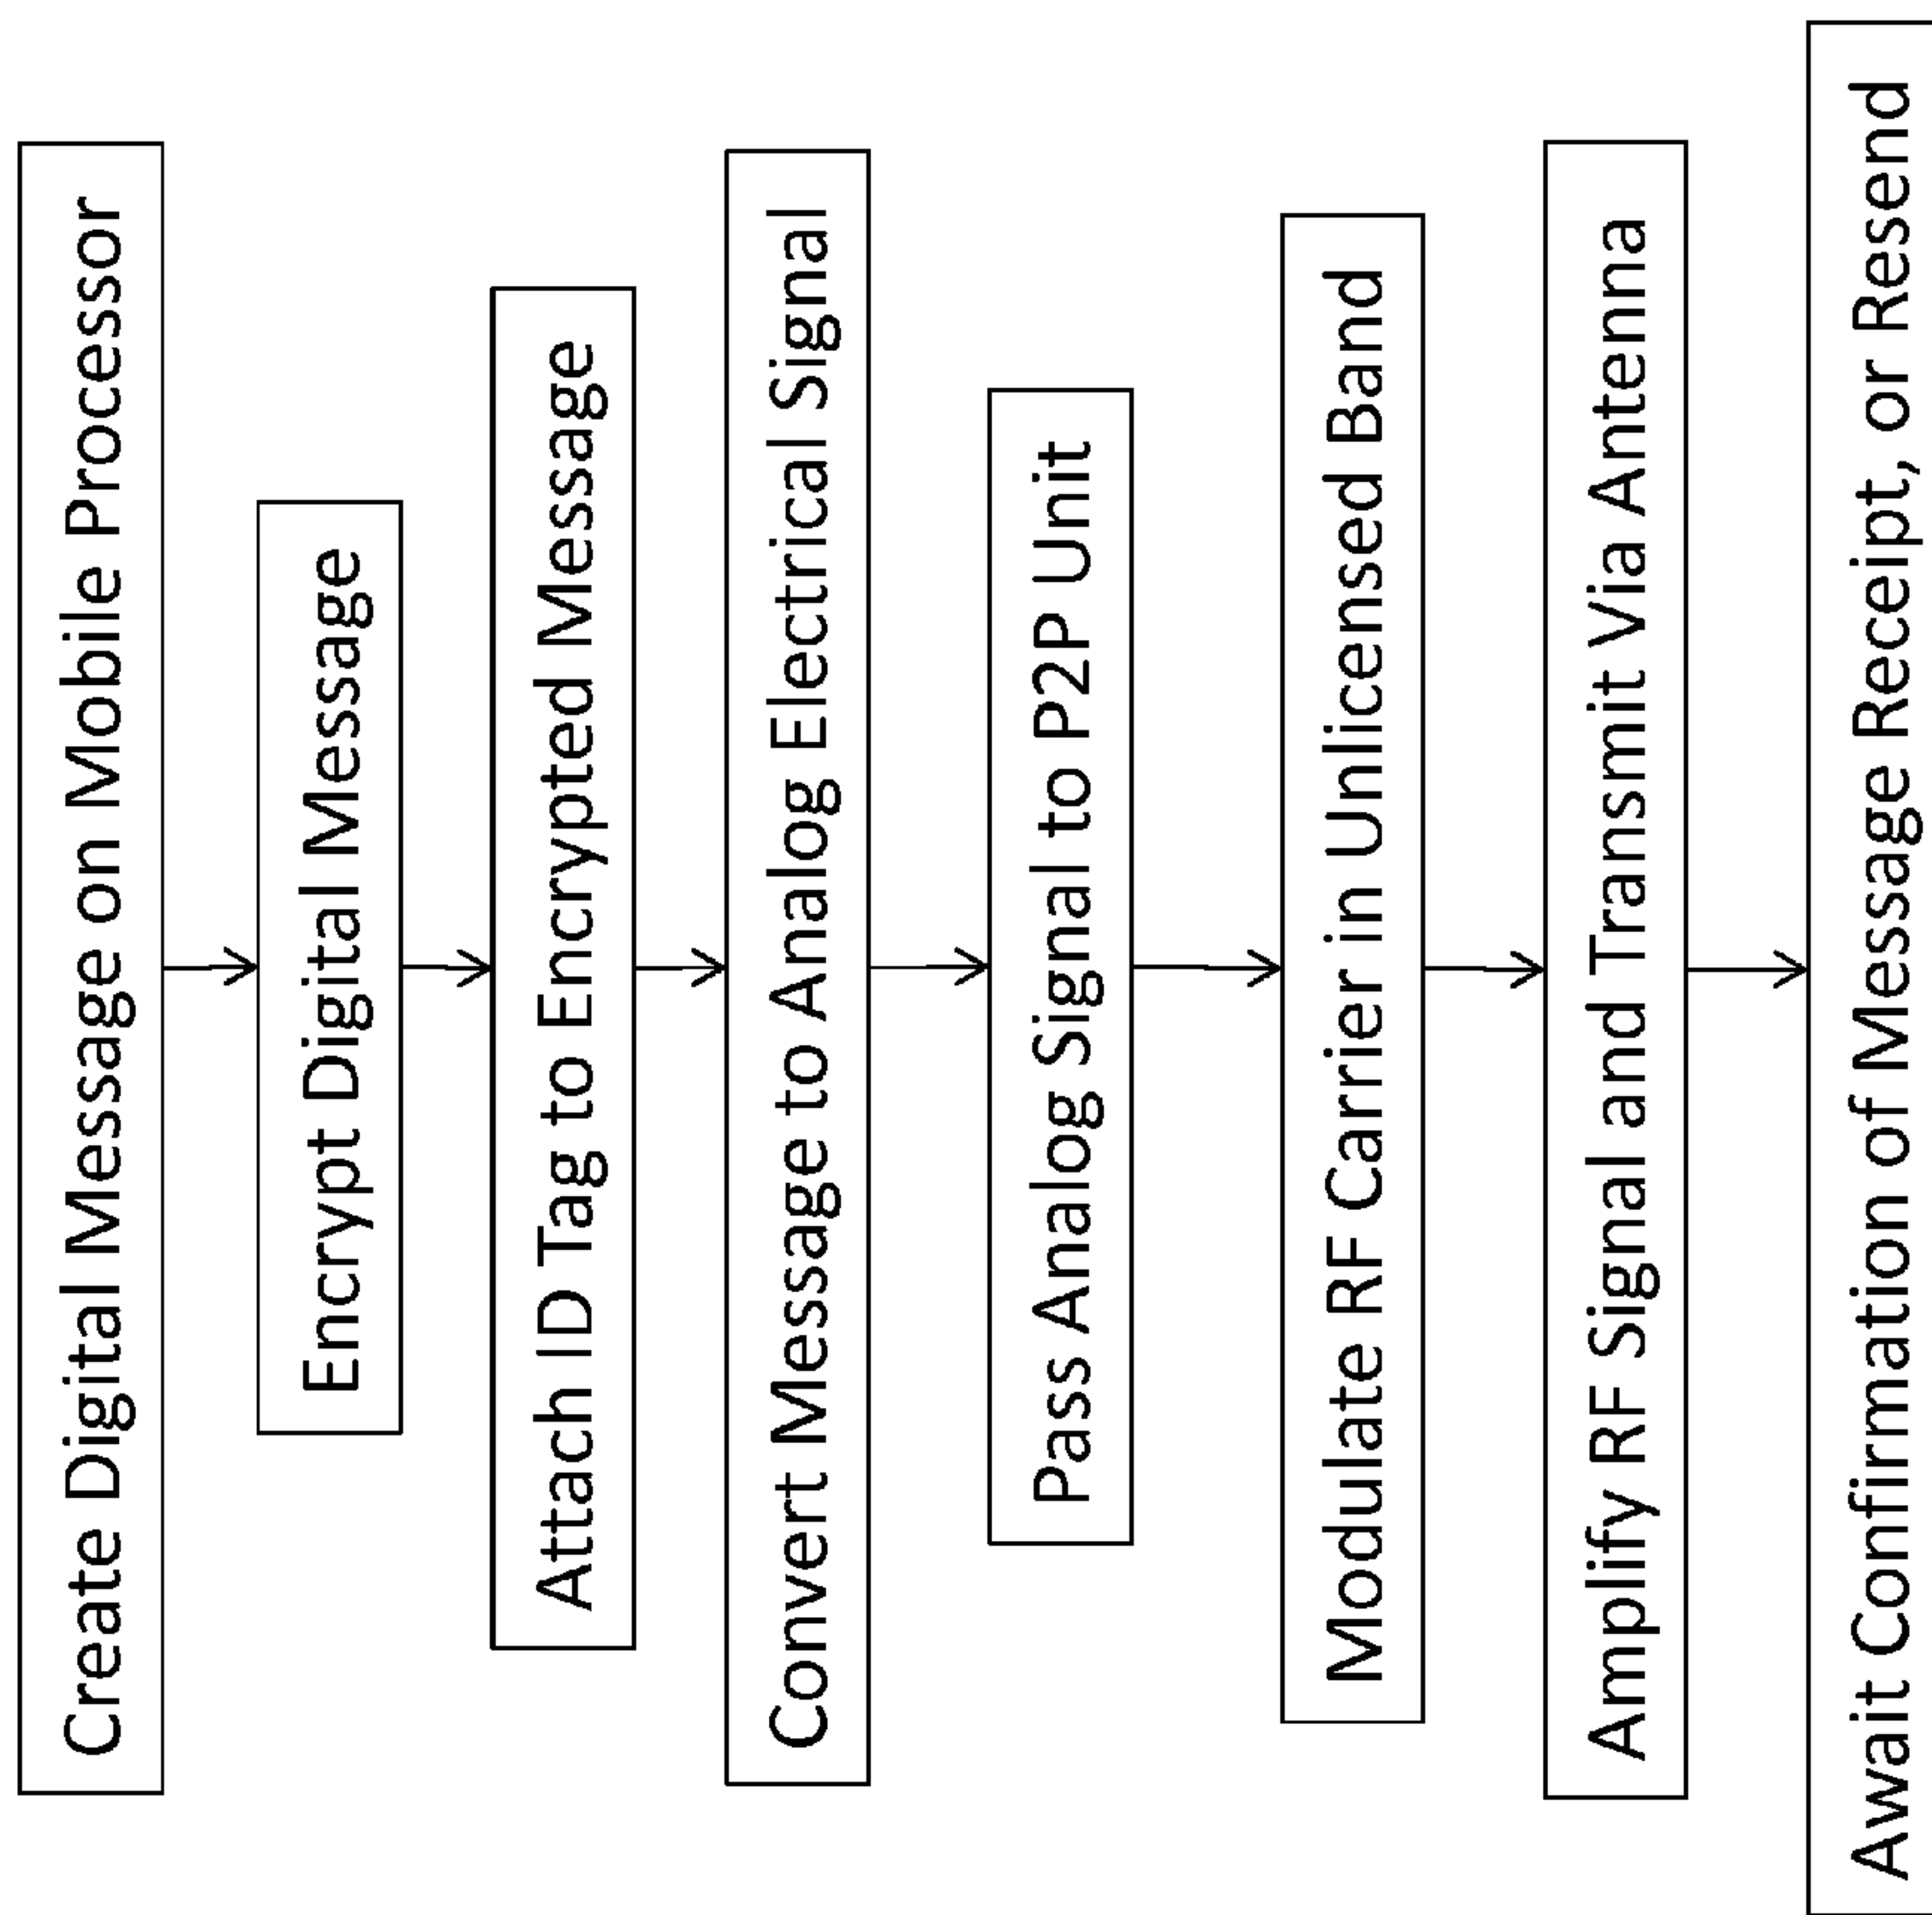 Create Digital Message on Mobile Processor
Encrypt Digital Message
Attach ID Tag to Encrypted Message
Convert Message to Analog Electrical Signal
Pass Analog Signal to P2P Unit
Modulate RF Carrier in Unlicensed Band
Amplify RF Signal and Transmit Via Antenna
Await Confirmation of Message Receipt, or Resend